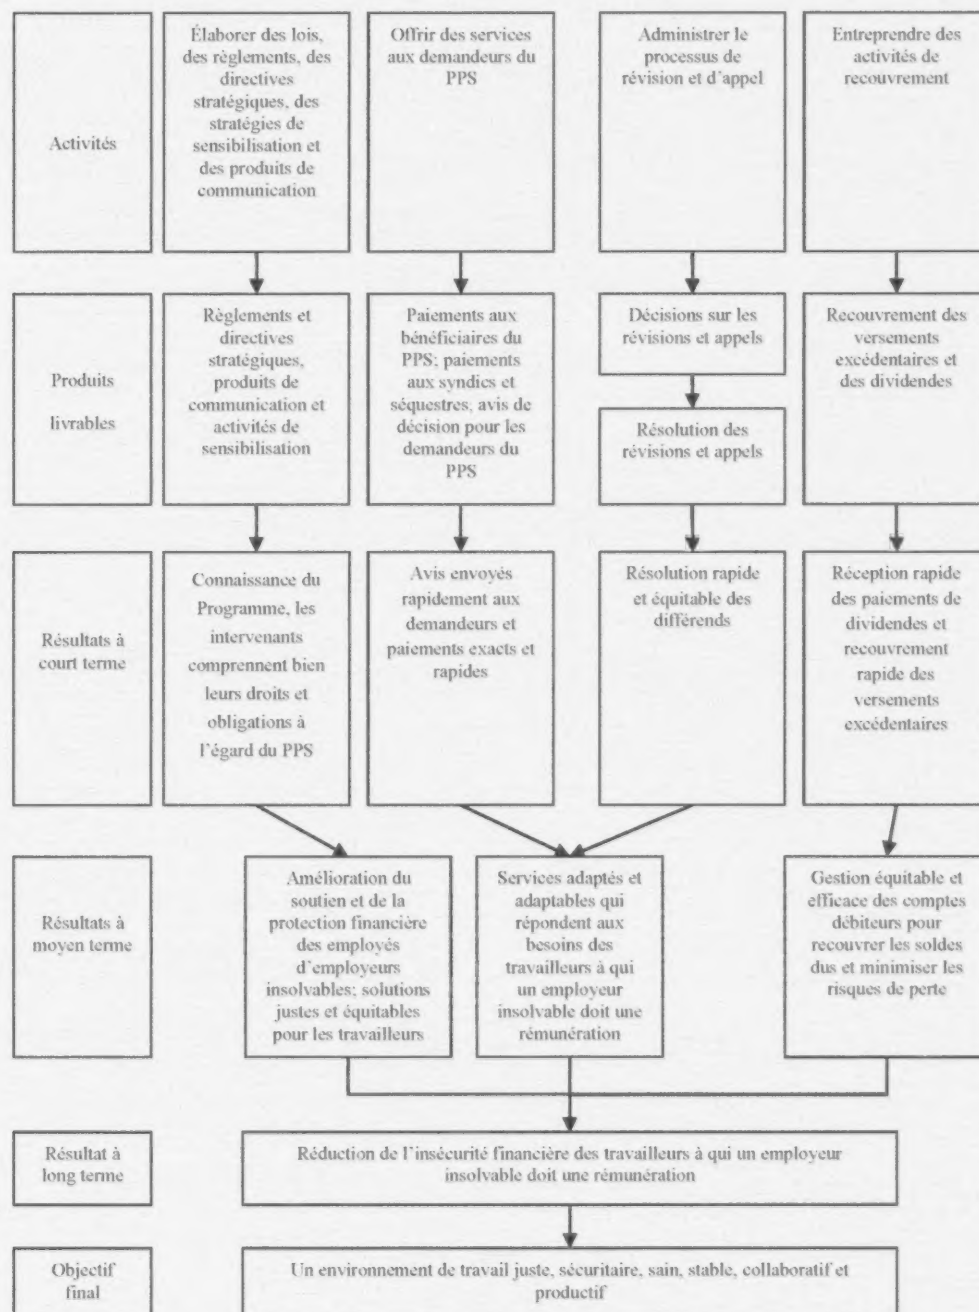 Activités
Élaborer des lois,
des règlements, des
directives
stratégiques, des
stratégies de
sensibilisation et
des produits de
communication
Offrir des services
aux demandeurs du
PPS
Administrer le
processus de
révision et d'appel
Entreprendre des
activités de
recouvrement
Produits
livrables
Règlements et
directives
stratégiques,
produits de
communication et
activités de
sensibilisation
Paiements aux
bénéficiaires du
PPS; paiements
aux syndics et
séquestres; avis de
décision pour les
demandeurs du
PPS
Décisions sur les
révisions et appels
Résolution des
révisions et appels
Recouvrement des
versements
excédentaires et
des dividendes
Résultats à
court terme
Connaissance du
Programme, les
intervenants
comprennent bien
leurs droits et
obligations à
l'égard du PPS
Avis envoyés
rapidement aux
demandeurs et
paiements exacts et
rapides
Résolution rapide
et équitable des
différends
Réception rapide
des paiements de
dividendes et
recouvrement
rapide des
versements
excédentaires
Résultats à
moyen terme
Amélioration du
soutien et de la
protection financière
des employés
d'employeurs
insolvables; solutions
justes et équitables
pour les travailleurs
Services adaptés et
adaptables qui
répondent aux
besoins des
travailleurs à qui
un employeur
insolvable doit une
rémunération
Gestion équitable et
efficace des comptes
débiteurs pour
recouvrer les soldes
dus et minimiser les
risques de perte
Résultat à
long terme
Réduction de l'insécurité financière des travailleurs à qui un employeur
insolvable doit une rémunération
Objectif
final
Un environnement de travail juste, sécuritaire, sain, stable, collaboratif et
productif